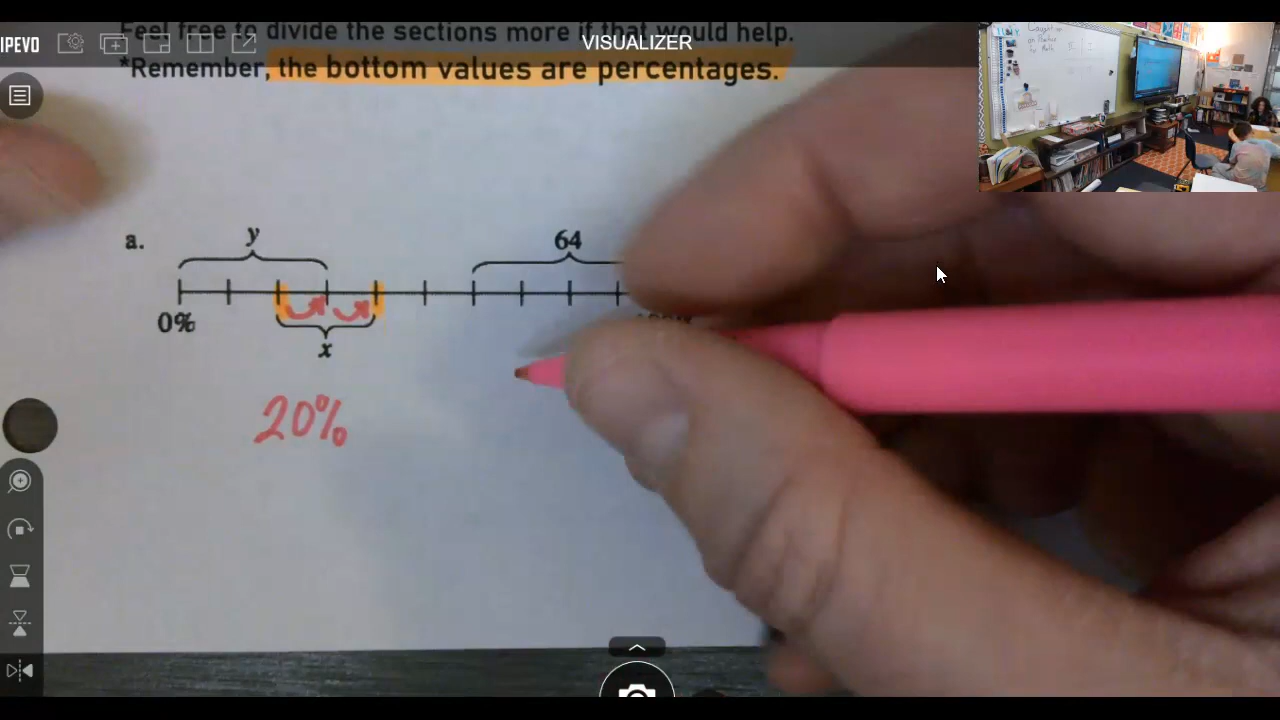 IPEVO
Feel free to divide the sections more if that would help.
VISUALIZER
*Remember, the bottom values are percentages.
a.
y
64
0%
x
20%